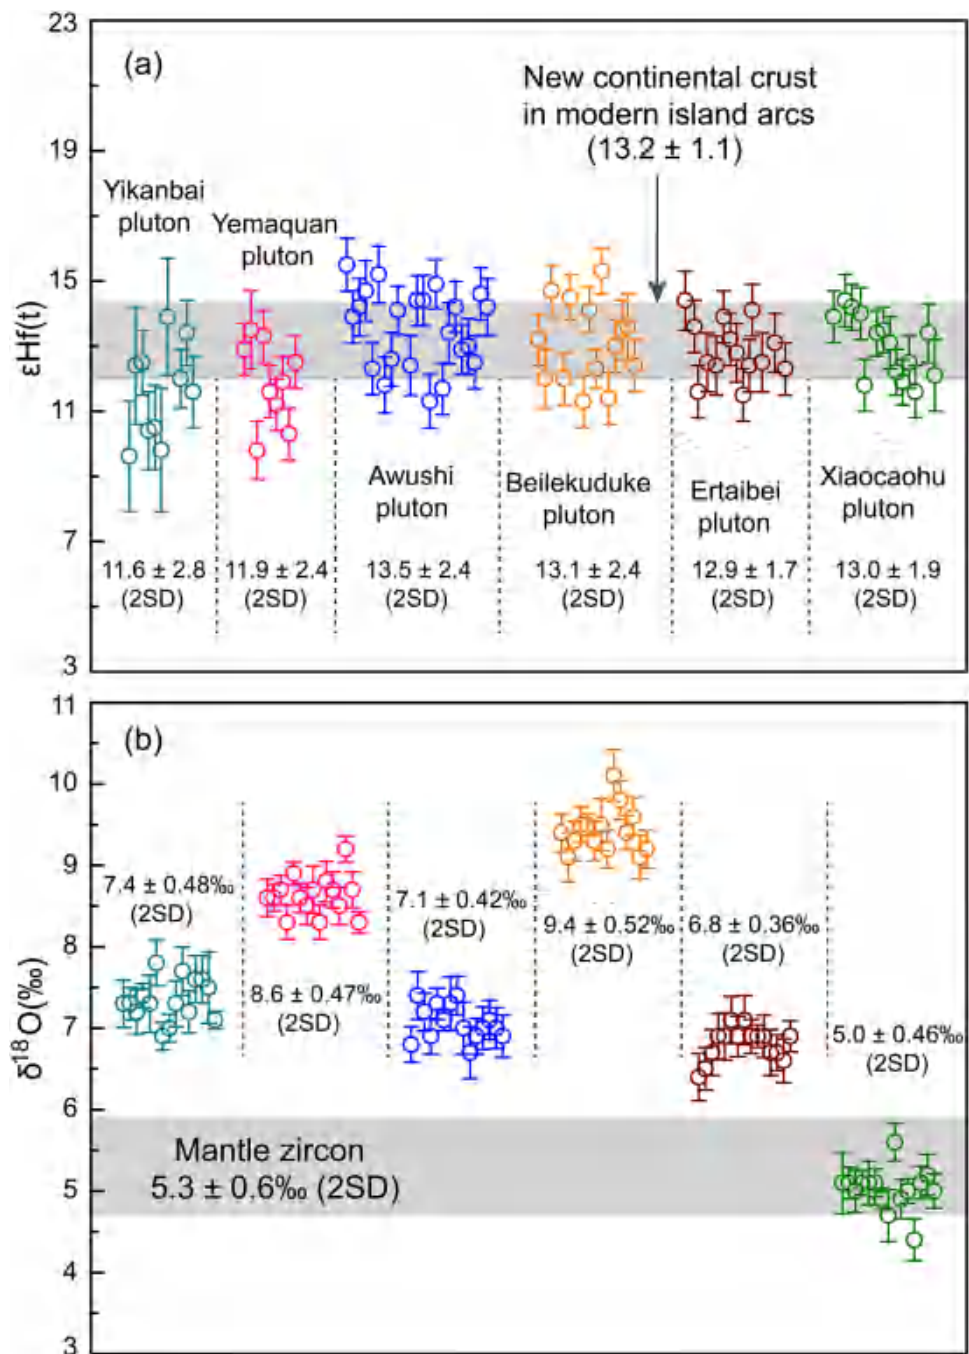 (a)
New continental crust
in modern island arcs
(13.2 ± 1.1)
Yikanbai
pluton
Yemaquan
pluton
Awushi
pluton
Beilekuduke
pluton
Ertaibei
pluton
Xiaocaohu
pluton
11.6 ± 2.8
(2SD)
11.9 ± 2.4
(2SD)
13.5 ± 2.4
(2SD)
13.1 ± 2.4
(2SD)
12.9 ± 1.7
(2SD)
13.0 ± 1.9
(2SD)
εHf(t)
23
19
15
11
7
3
(b)
7.4 ± 0.48‰
(2SD)
8.6 ± 0.47‰
(2SD)
7.1 ± 0.42‰
(2SD)
9.4 ± 0.52‰
(2SD)
6.8 ± 0.36‰
(2SD)
5.0 ± 0.46‰
(2SD)
Mantle zircon
5.3 ± 0.6‰ (2SD)
δ¹⁸O(‰)
11
10
9
8
7
6
5
4
3